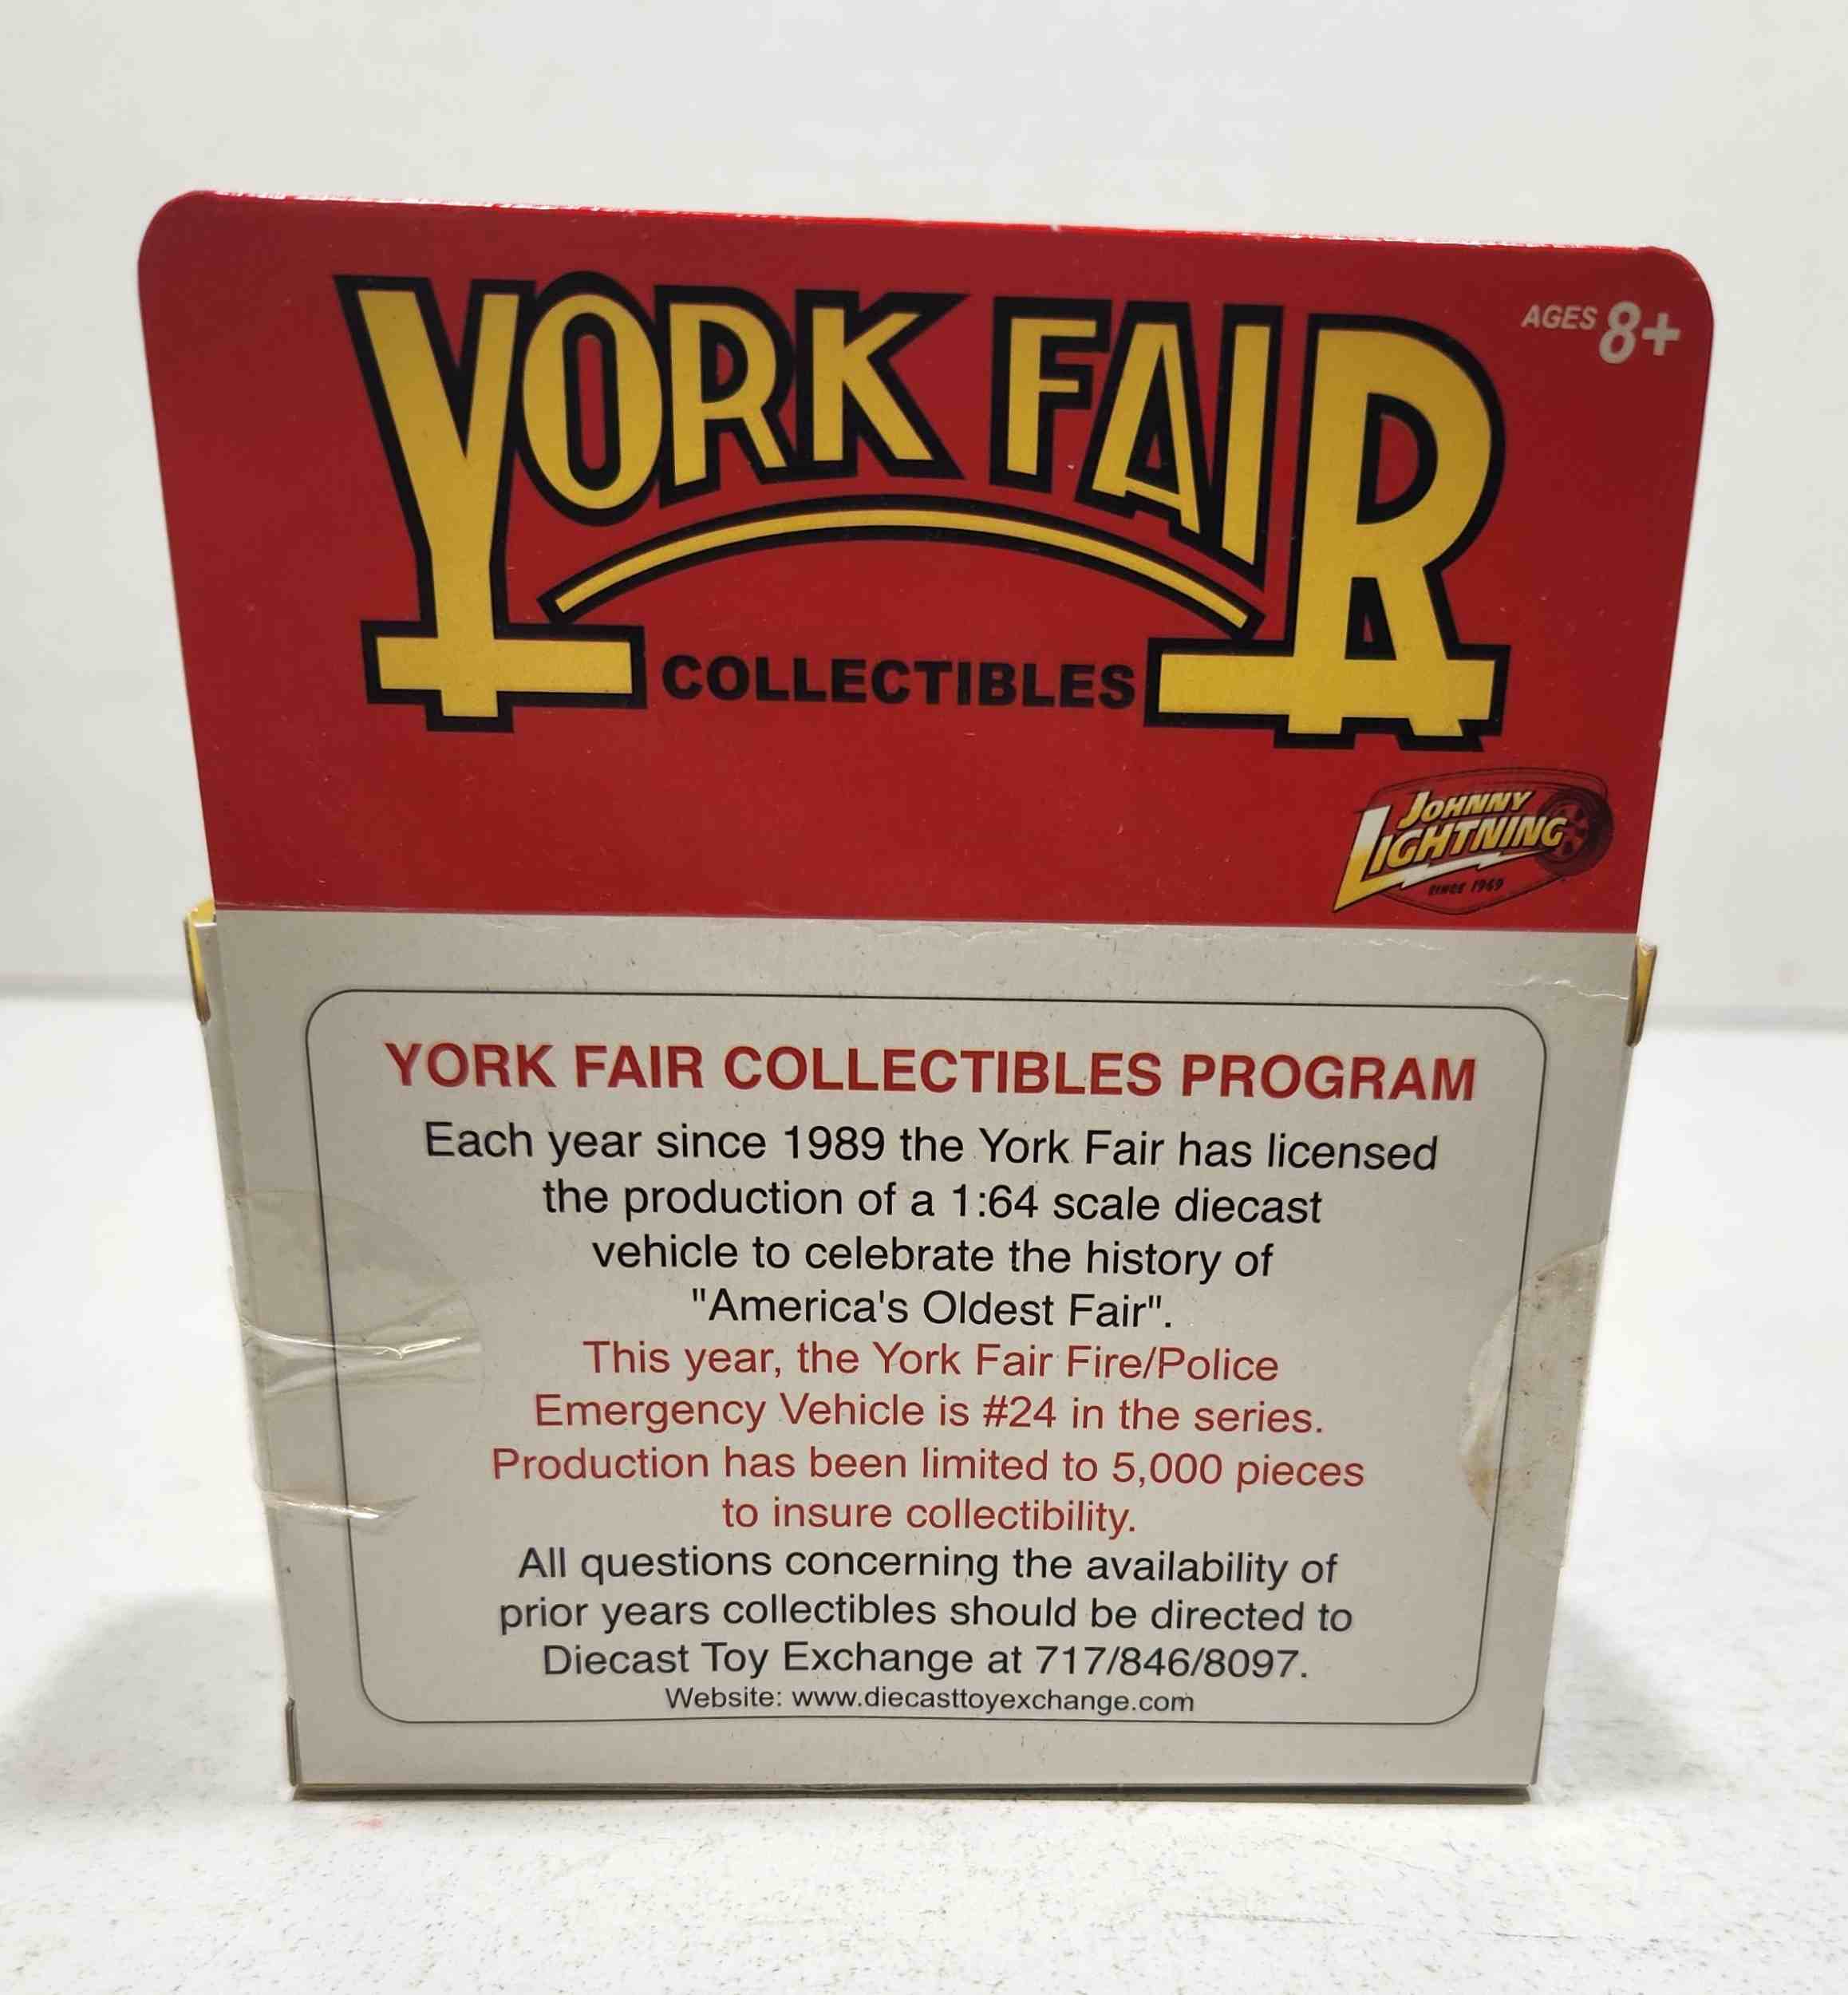 YORK FAIR
AGES 8+
COLLECTIBLES
JOHNNY
LIGHTNING
SINCE 1969
YORK FAIR COLLECTIBLES PROGRAM
Each year since 1989 the York Fair has licensed
the production of a 1:64 scale diecast
vehicle to celebrate the history of
"America's Oldest Fair".
This year, the York Fair Fire/Police
Emergency Vehicle is #24 in the series.
Production has been limited to 5,000 pieces
to insure collectibility.
All questions concerning the availability of
prior years collectibles should be directed to
Diecast Toy Exchange at 717/846/8097.
Website: www.diecasttoyexchange.com